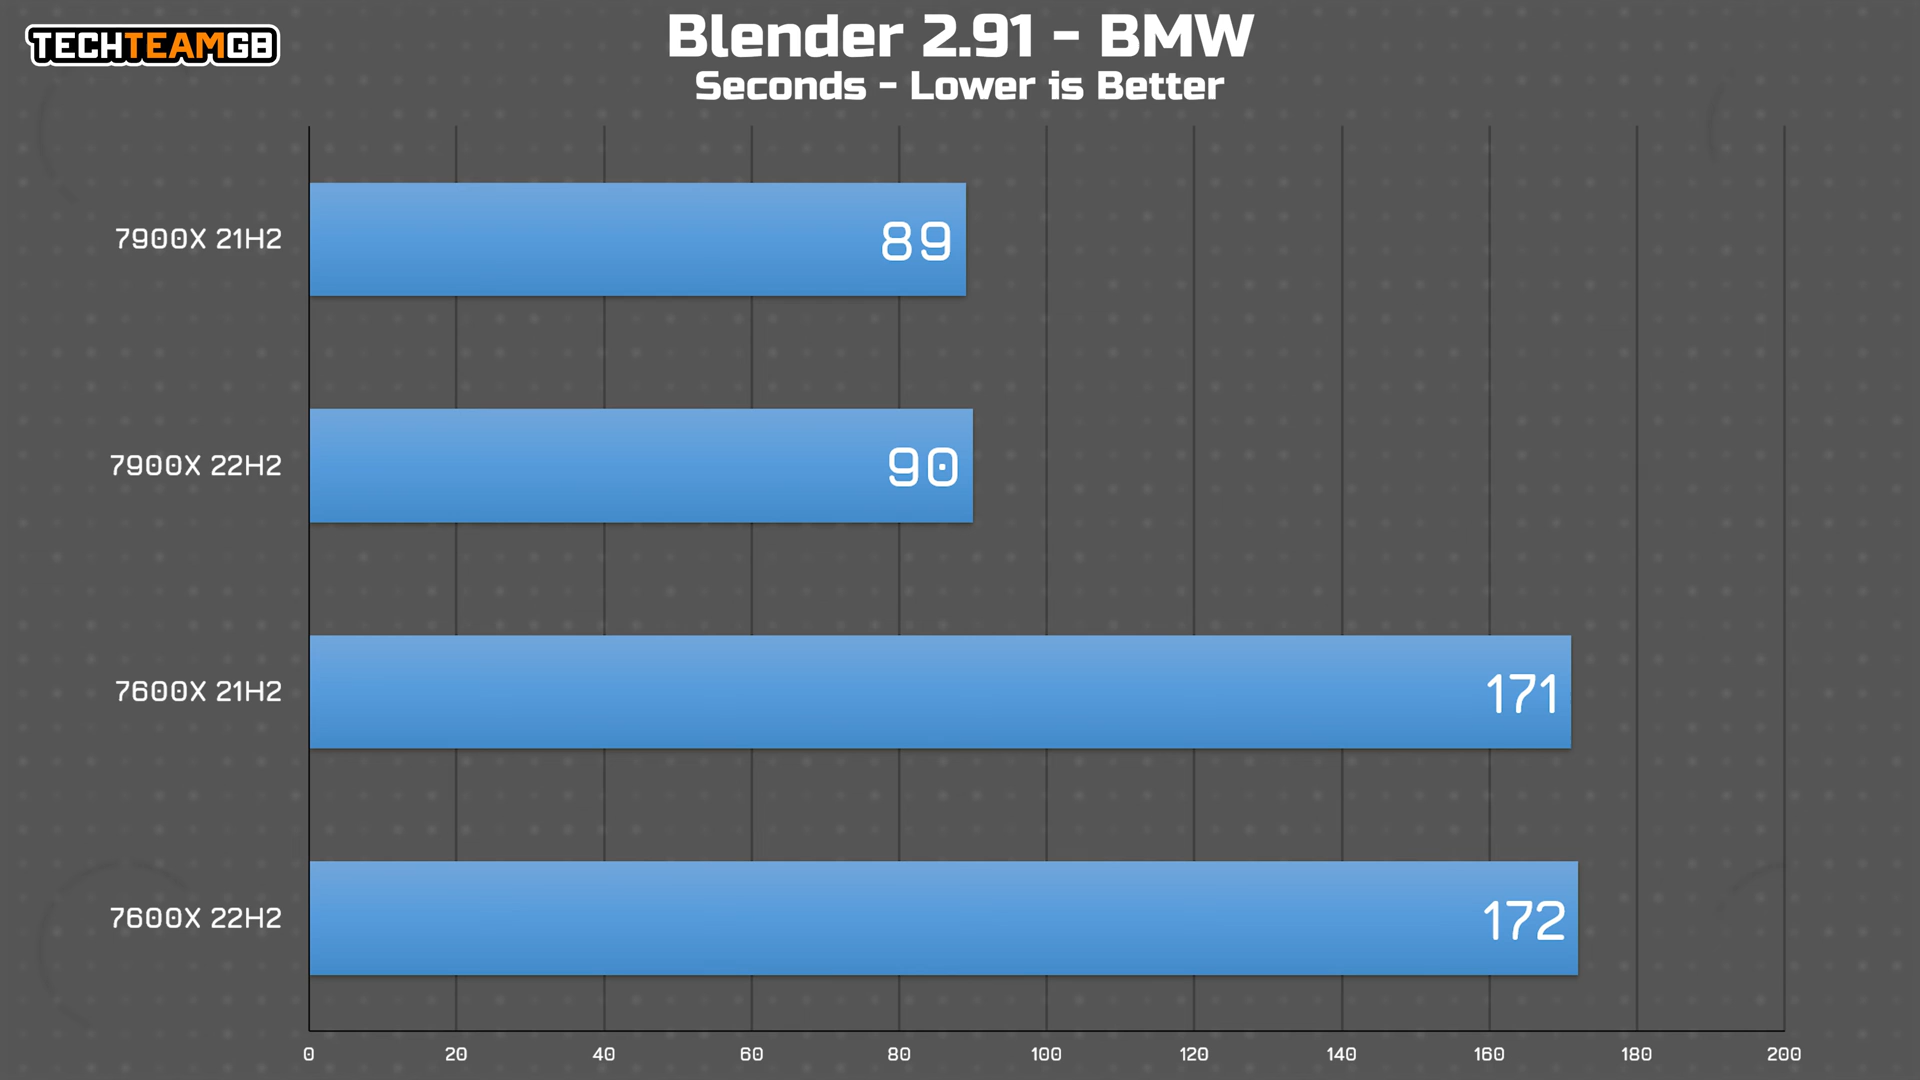 TECHTEAMGB
Blender 2.91 - BMW
Seconds - Lower is Better
7900X 21H2
89
7900X 22H2
90
7600X 21H2
171
7600X 22H2
172
0 20 40 60 80 100 120 140 160 180 200